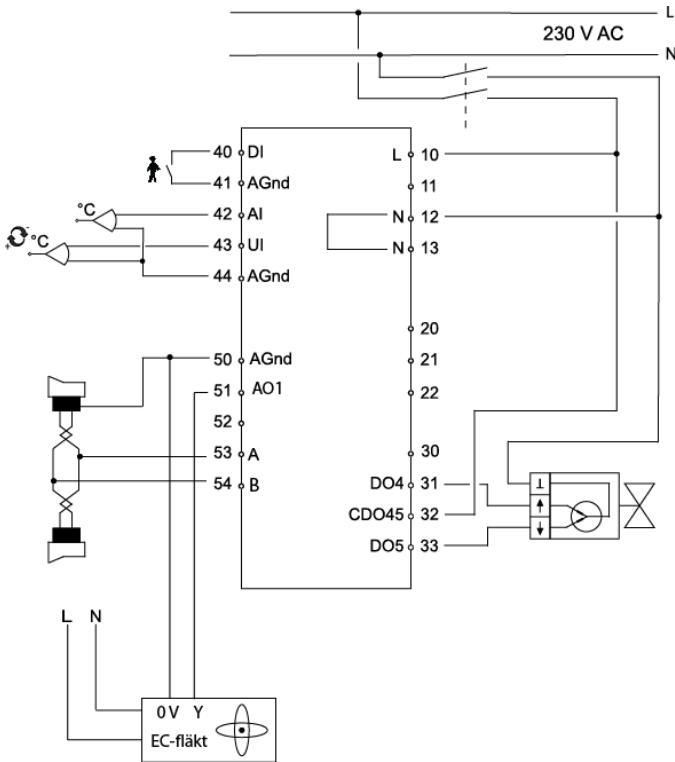 L
230 V AC
N
40 DI
41 AGnd
°C
42 AI
°C
43 UI
44 AGnd
L 10
11
N 12
N 13
20
21
22
30
50 AGnd
51 AO1
52
53 A
54 B
DO4 31
CDO45 32
DO5 33
L N
0V Y
EC-fläkt